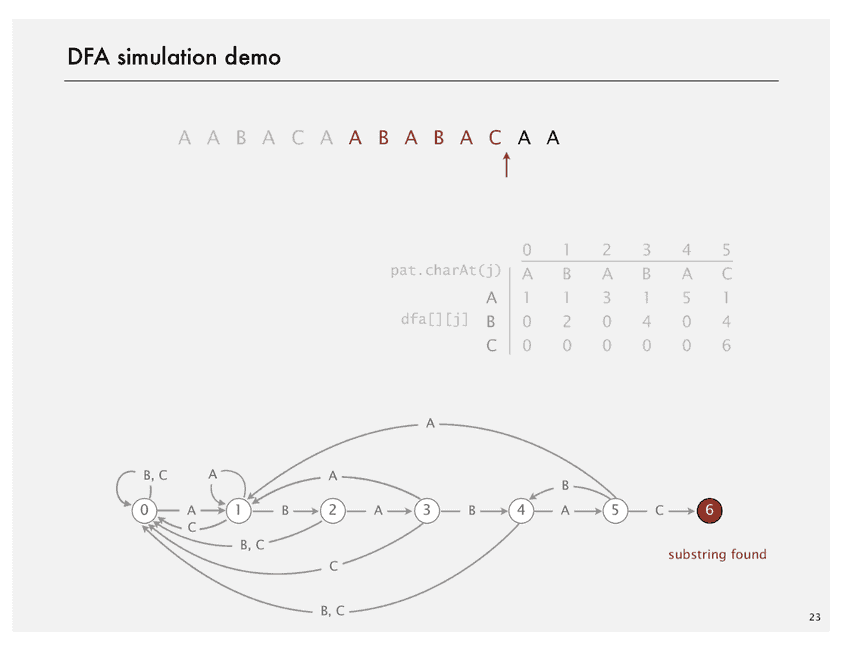 DFA simulation demo
A A B A C A A B A B A C A A
0 1 2 3 4 5
pat.charAt(j) A B A B A C
A 1 1 3 1 5 1
dfa[][j] B 0 2 0 4 0 4
C 0 0 0 0 0 6
A
B, C A A B
0 A 1 B 2 A 3 B 4 A 5 C 6
C
B, C
C
substring found
B, C
23